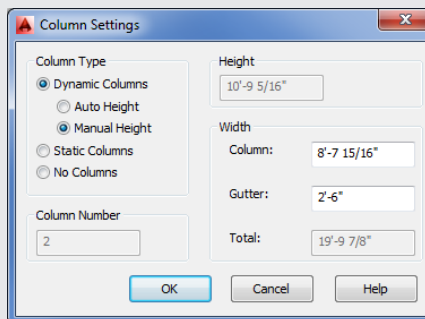 Column Settings
Column Type
Dynamic Columns
Auto Height
Manual Height
Static Columns
No Columns
Column Number
2
Height
10'-9 5/16"
Width
Column: 8'-7 15/16"
Gutter: 2'-6"
Total: 19'-9 7/8"
OK Cancel Help